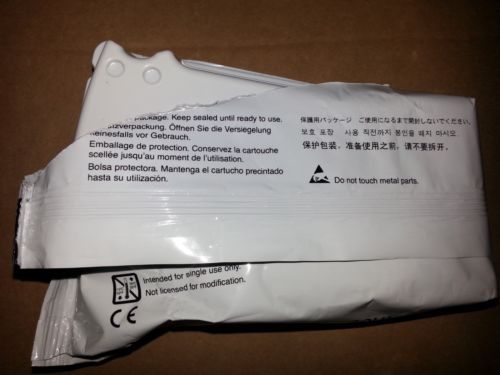 package. Keep sealed until ready to use.
Öffnen Sie die Versiegelung
keinesfalls vor Gebrauch.
Emballage de protection. Conservez la cartouche
scellée jusqu'au moment de l'utilisation.
Bolsa protectora. Mantenga el cartucho precintado
hasta su utilización.
保護用パッケージ ご使用になるまで開封しないでください。
보호 포장 사용 직전까지 봉인을 떼지 마시오.
保护包装。准备使用之前，请不要拆开。
Do not touch metal parts.
Intended for single use only.
Not licensed for modification.
CE